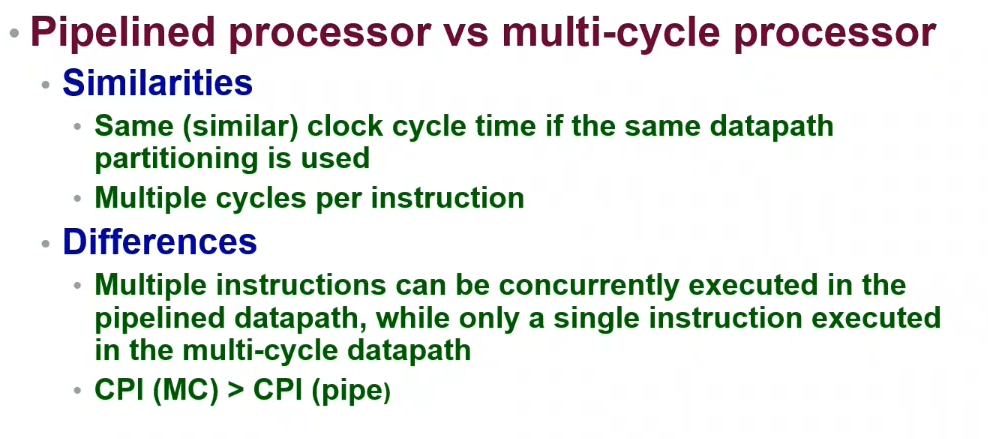 • Pipelined processor vs multi-cycle processor
• Similarities
• Same (similar) clock cycle time if the same datapath
partitioning is used
• Multiple cycles per instruction
• Differences
• Multiple instructions can be concurrently executed in the
pipelined datapath, while only a single instruction executed
in the multi-cycle datapath
• CPI (MC) > CPI (pipe)